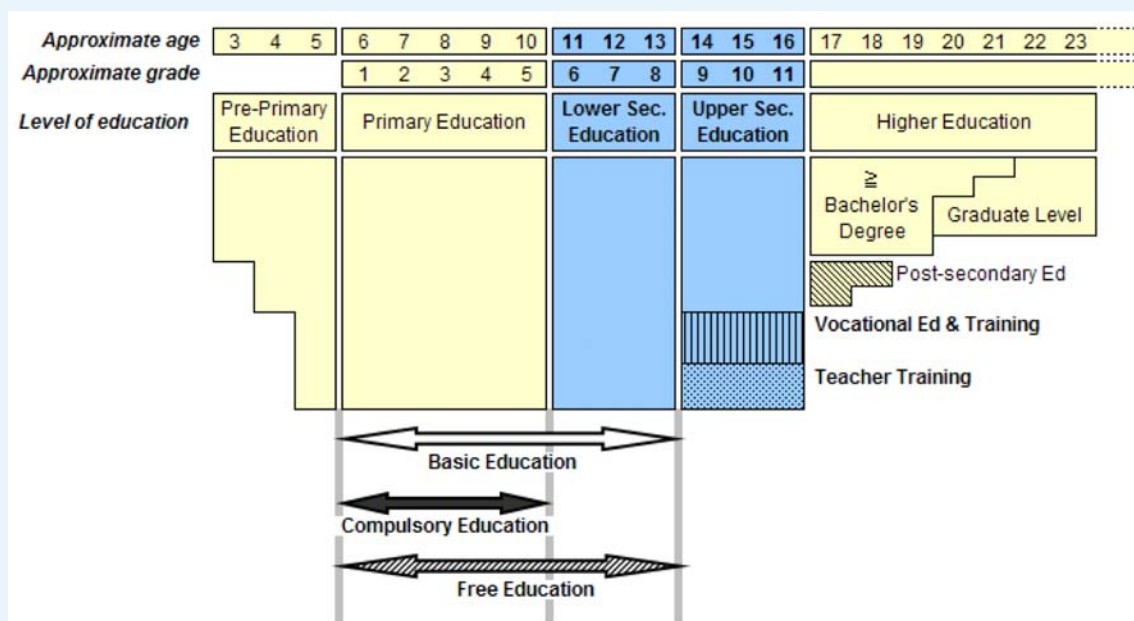 Approximate age 3 4 5 6 7 8 9 10 11 12 13 14 15 16 17 18 19 20 21 22 23
Approximate grade 1 2 3 4 5 6 7 8 9 10 11
Level of education
Pre-Primary
Education
Primary Education
Lower Sec.
Education
Upper Sec.
Education
Higher Education
≧
Bachelor's
Degree
Graduate Level
Post-secondary Ed
Vocational Ed & Training
Teacher Training
Basic Education
Compulsory Education
Free Education